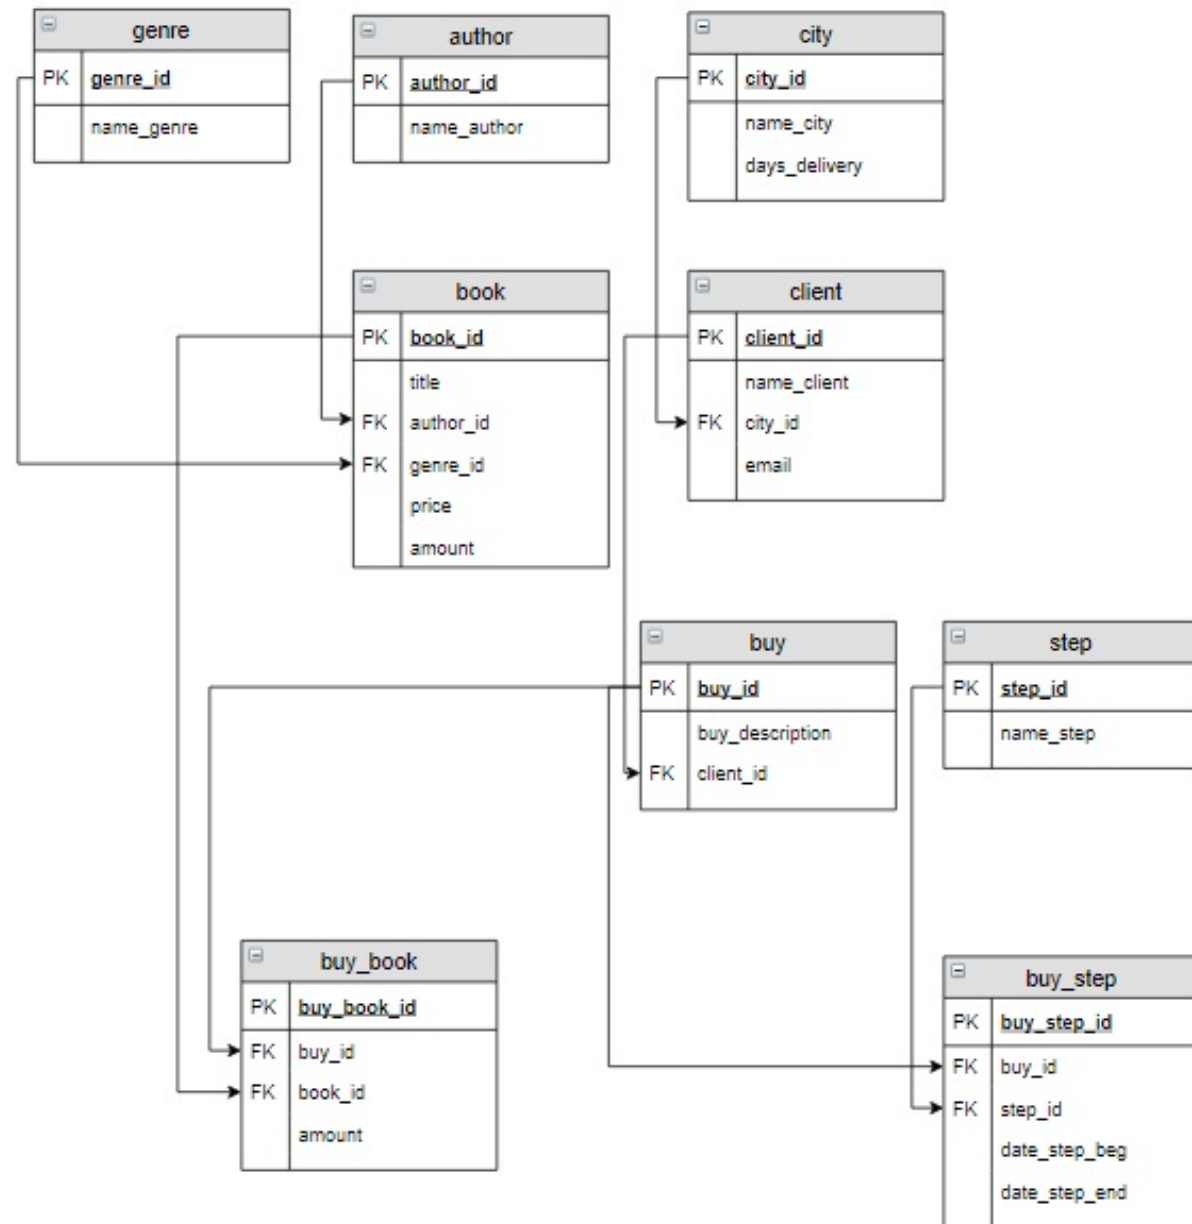 genre
PK genre_id
name_genre
author
PK author_id
name_author
city
PK city_id
name_city
days_delivery
book
PK book_id
title
FK author_id
FK genre_id
price
amount
client
PK client_id
name_client
FK city_id
email
buy
PK buy_id
buy_description
FK client_id
step
PK step_id
name_step
buy_book
PK buy_book_id
FK buy_id
FK book_id
amount
buy_step
PK buy_step_id
FK buy_id
FK step_id
date_step_beg
date_step_end